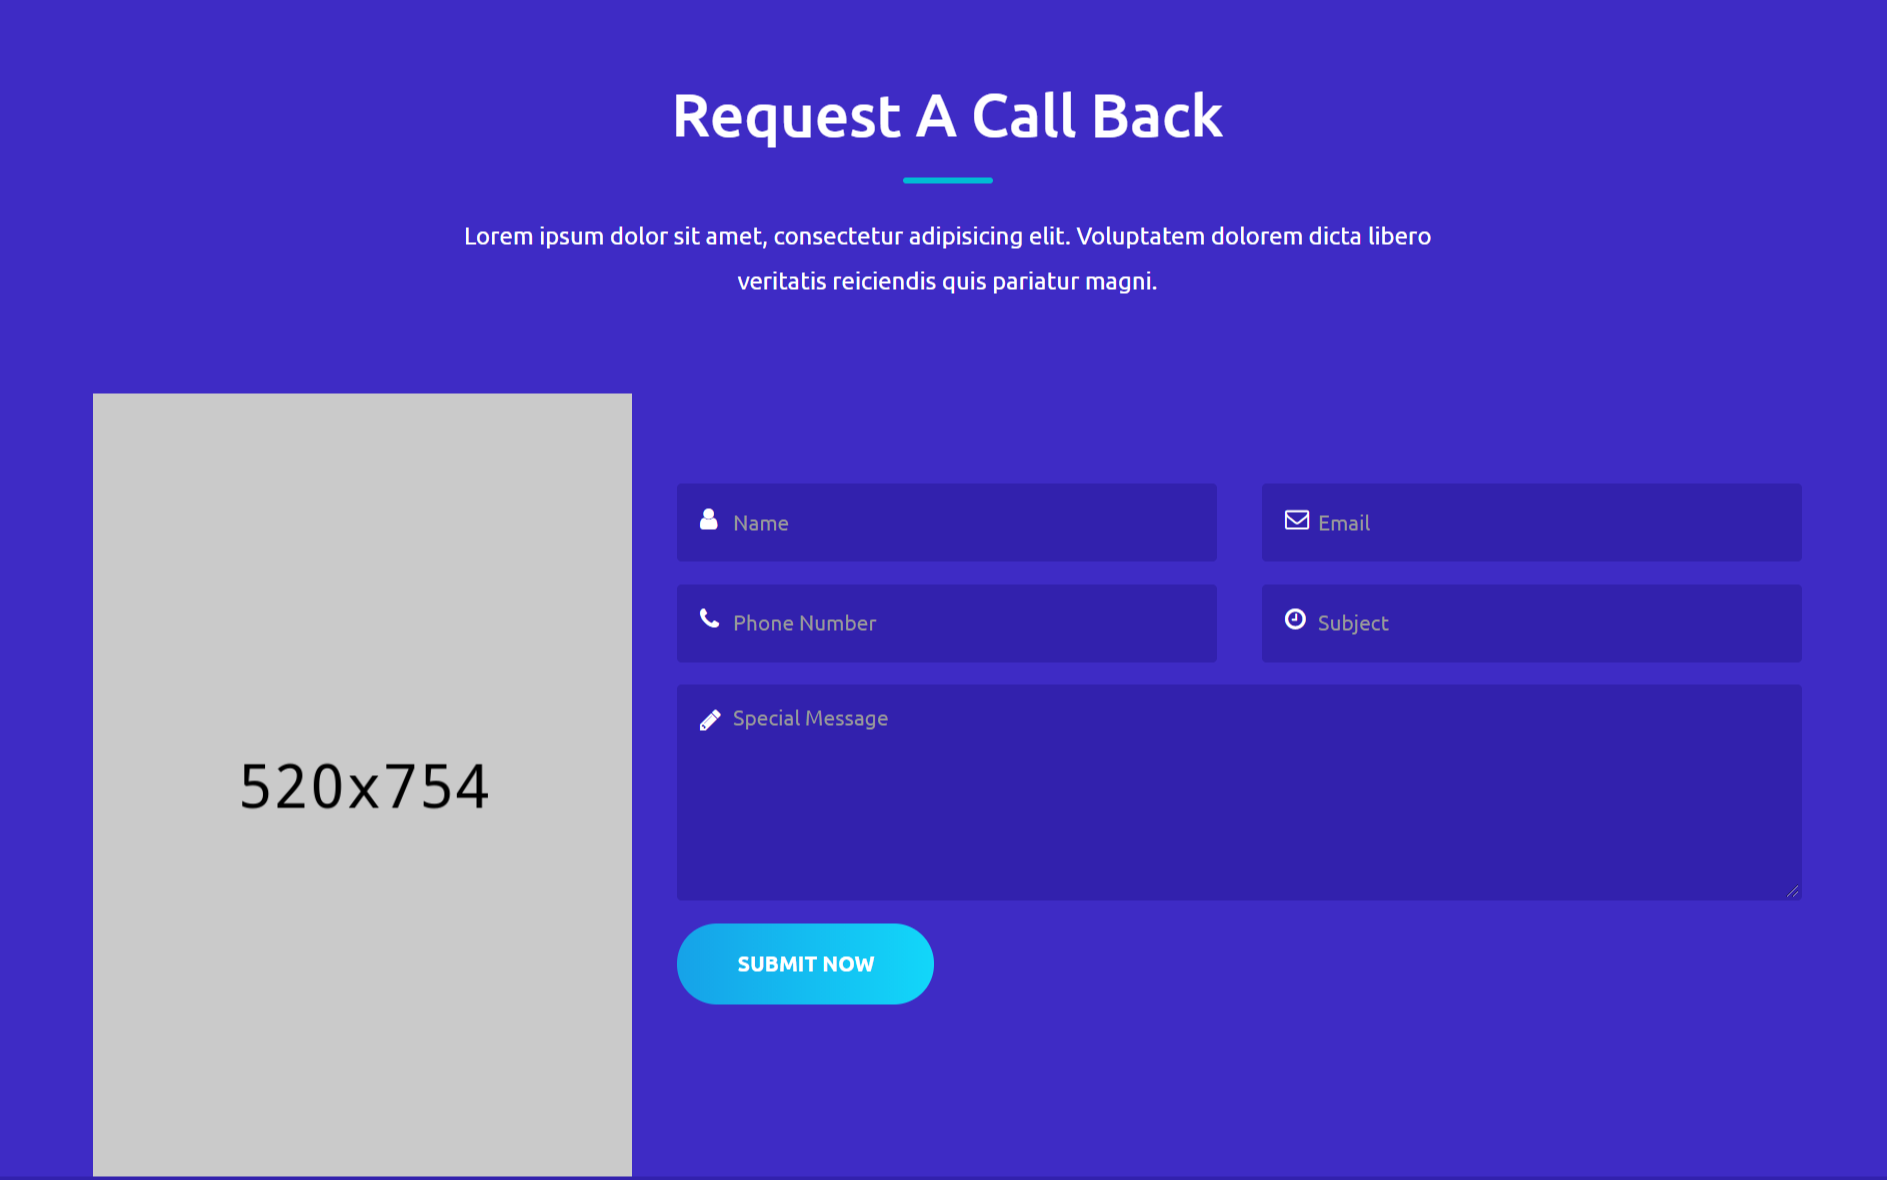 Request A Call Back
Lorem ipsum dolor sit amet, consectetur adipisicing elit. Voluptatem dolorem dicta libero
veritatis reiciendis quis pariatur magni.
520x754
Name
Email
Phone Number
Subject
Special Message
SUBMIT NOW